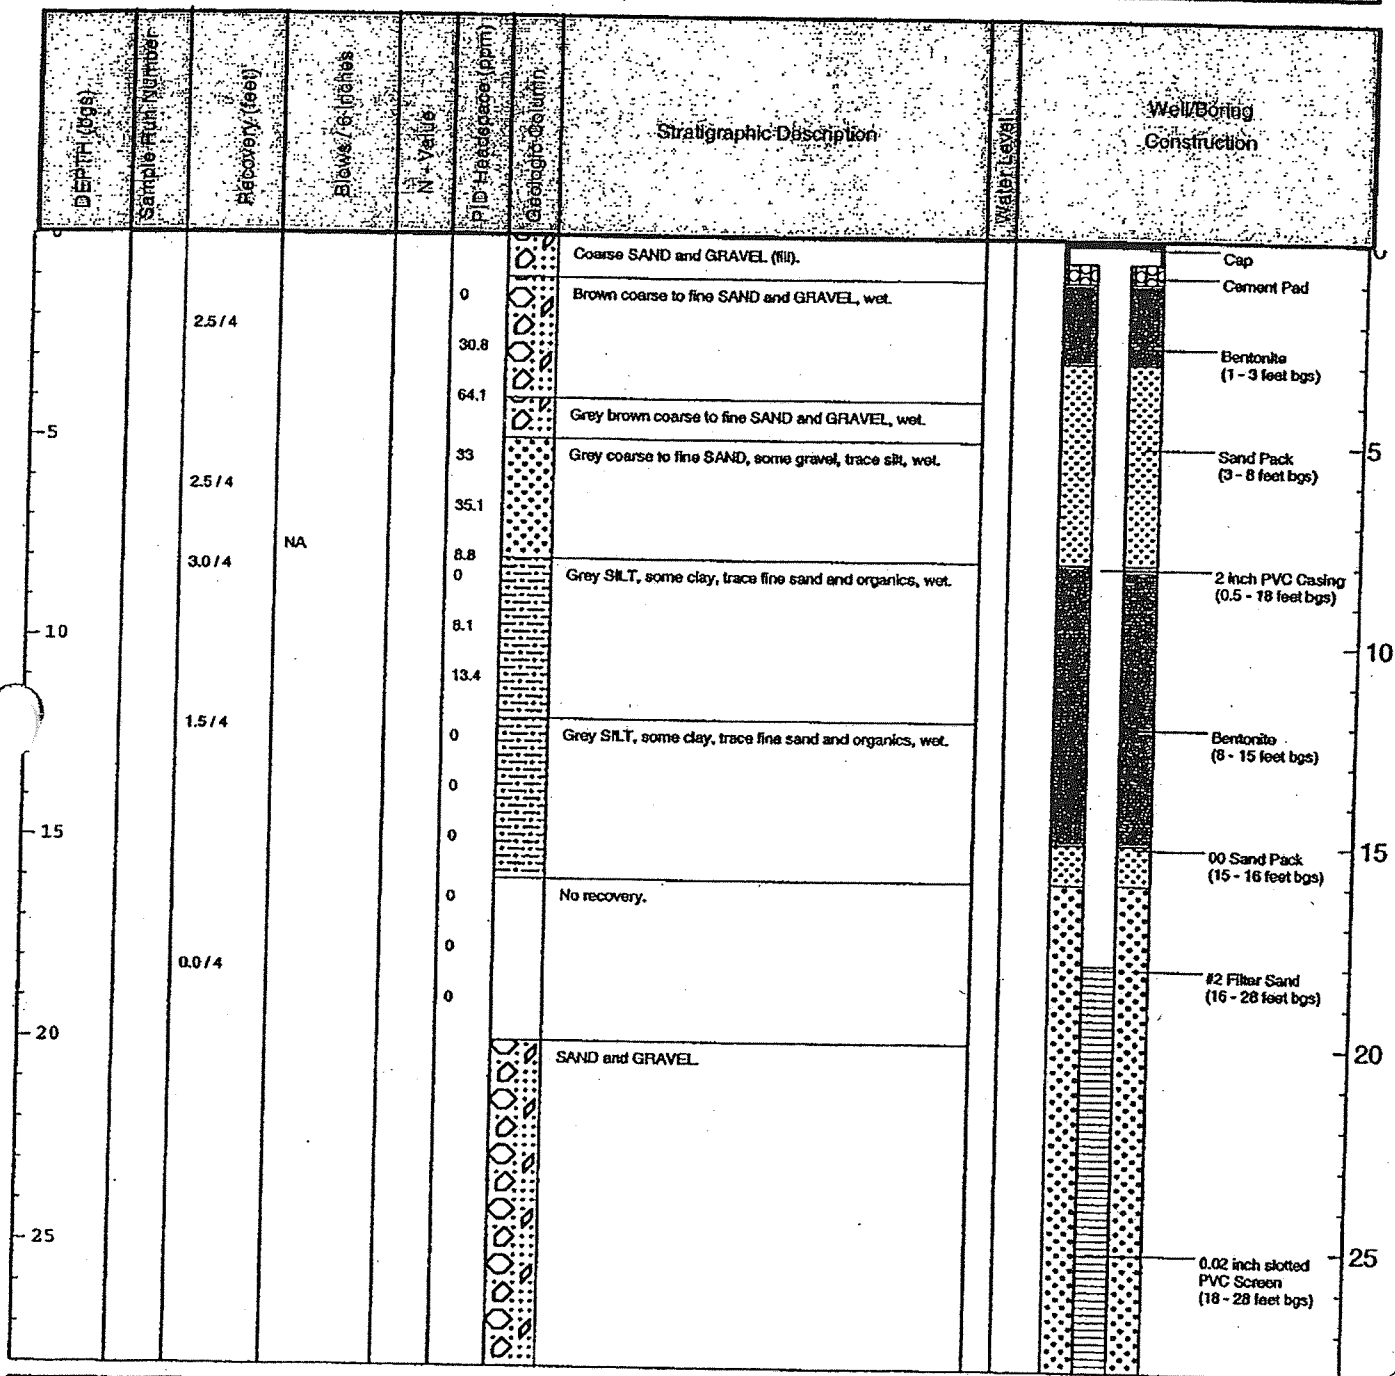 DEPTH (bgs)
Sample Run Number
Recovery (feet)
Blows / 6 Inches
N - Value
PID Headspace (ppm)
Geologic Column
Stratigraphic Description
Water Level
Well/Boring
Construction
0
0
Coarse SAND and GRAVEL (fill).
Cap
Cement Pad
0
Brown coarse to fine SAND and GRAVEL, wet.
2.5 / 4
30.8
Bentonite
(1 - 3 feet bgs)
64.1
Grey brown coarse to fine SAND and GRAVEL, wet.
5
5
33
Grey coarse to fine SAND, some gravel, trace silt, wet.
Sand Pack
(3 - 8 feet bgs)
2.5 / 4
35.1
NA
8.8
3.0 / 4
0
Grey SILT, some clay, trace fine sand and organics, wet.
2 inch PVC Casing
(0.5 - 18 feet bgs)
10
8.1
10
13.4
1.5 / 4
0
Grey SILT, some clay, trace fine sand and organics, wet.
Bentonite
(8 - 15 feet bgs)
0
15
0
15
00 Sand Pack
(15 - 16 feet bgs)
0
No recovery.
0
0.0 / 4
#2 Filter Sand
(16 - 28 feet bgs)
0
20
20
SAND and GRAVEL
25
25
0.02 inch slotted
PVC Screen
(18 - 28 feet bgs)